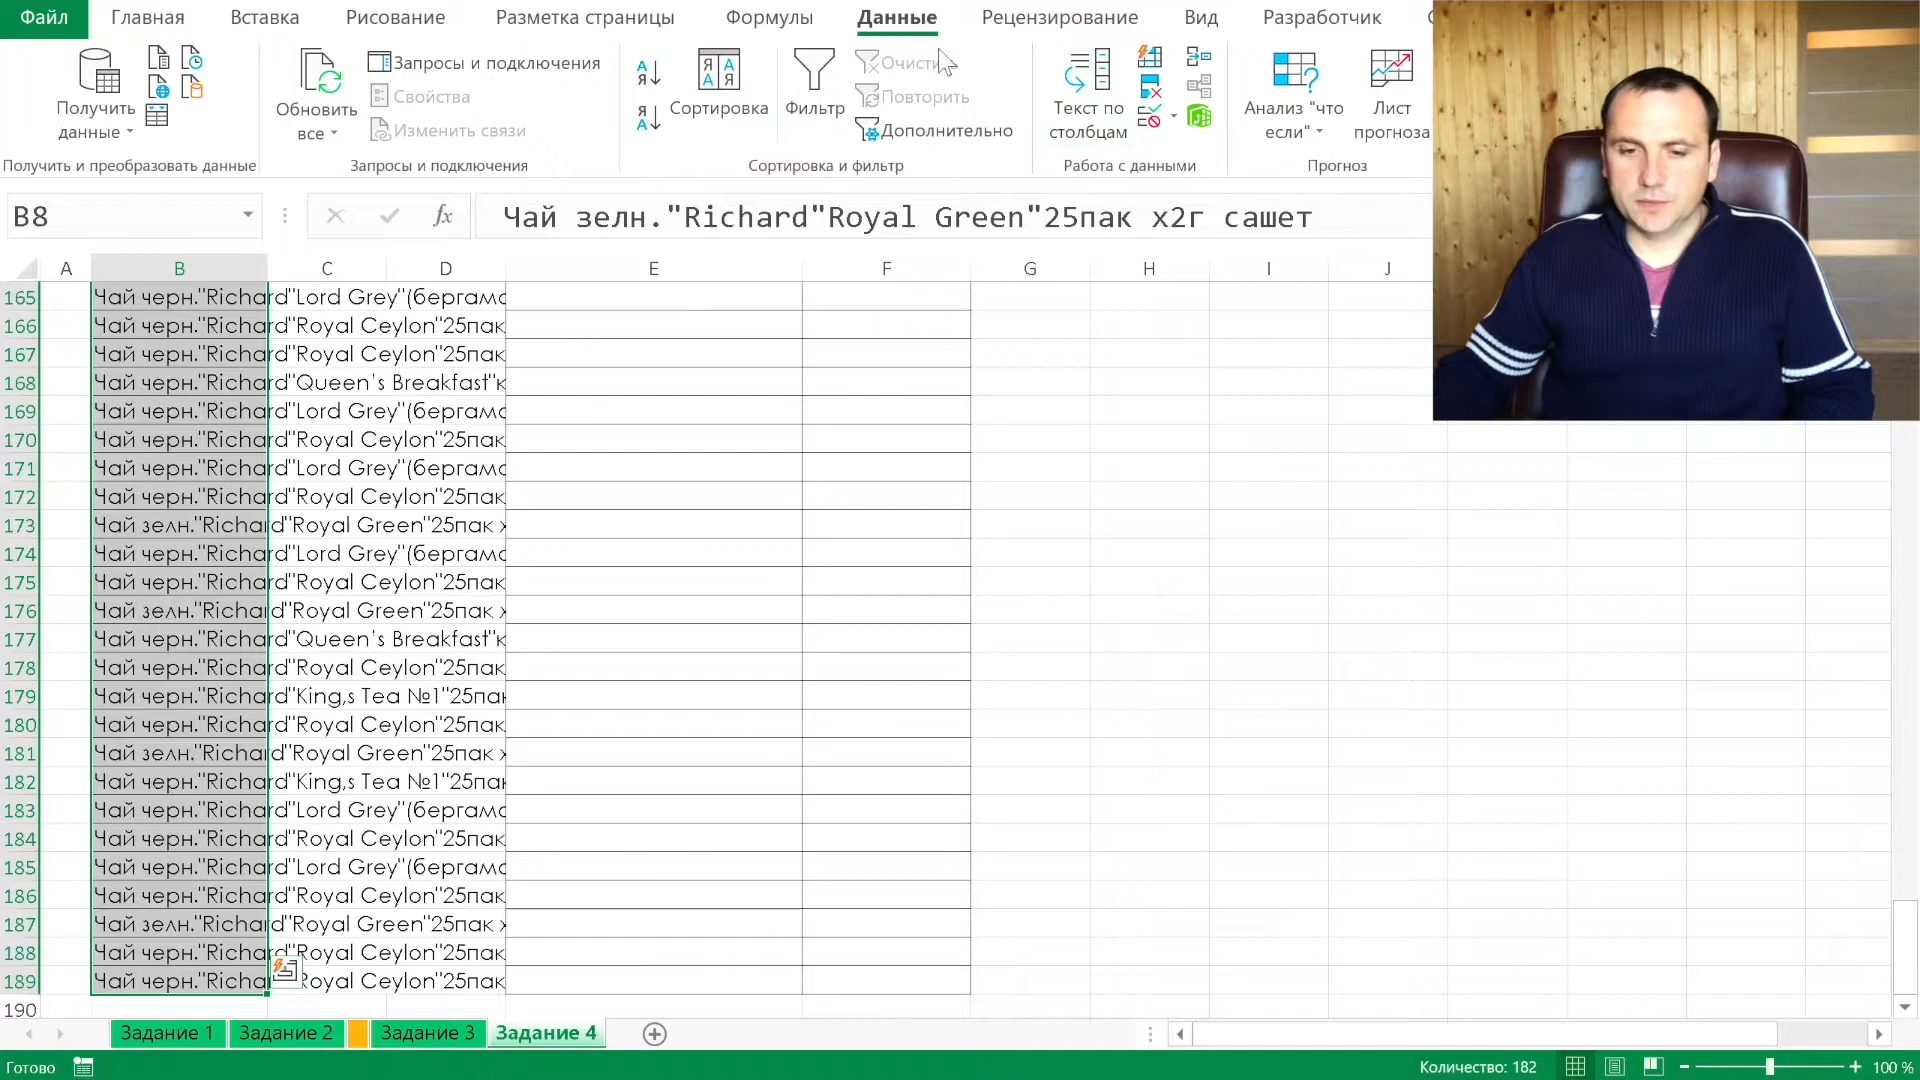 Файл Главная Вставка Рисование Разметка страницы Формулы Данные Рецензирование Вид Разработчик
Получить данные
Обновить все
Запросы и подключения
Свойства
Изменить связи
Сортировка
Фильтр
Очистить
Повторить
Дополнительно
Текст по столбцам
Анализ "что если"
Лист прогноза
Получить и преобразовать данные Запросы и подключения Сортировка и фильтр Работа с данными Прогноз
B8 fx Чай зелн."Richard"Royal Green"25пак х2г сашет
A B C D E F G H I J
165 Чай черн."Richard"Lord Grey"(бергамо
166 Чай черн."Richard"Royal Ceylon"25пак
167 Чай черн."Richard"Royal Ceylon"25пак
168 Чай черн."Richard"Queen's Breakfast"к
169 Чай черн."Richard"Lord Grey"(бергамо
170 Чай черн."Richard"Royal Ceylon"25пак
171 Чай черн."Richard"Lord Grey"(бергамо
172 Чай черн."Richard"Royal Ceylon"25пак
173 Чай зелн."Richard"Royal Green"25пак х
174 Чай черн."Richard"Lord Grey"(бергамо
175 Чай черн."Richard"Royal Ceylon"25пак
176 Чай зелн."Richard"Royal Green"25пак х
177 Чай черн."Richard"Queen's Breakfast"к
178 Чай черн."Richard"Royal Ceylon"25пак
179 Чай черн."Richard"King,s Tea №1"25пак
180 Чай черн."Richard"Royal Ceylon"25пак
181 Чай зелн."Richard"Royal Green"25пак х
182 Чай черн."Richard"King,s Tea №1"25пак
183 Чай черн."Richard"Lord Grey"(бергамо
184 Чай черн."Richard"Royal Ceylon"25пак
185 Чай черн."Richard"Lord Grey"(бергамо
186 Чай черн."Richard"Royal Ceylon"25пак
187 Чай зелн."Richard"Royal Green"25пак х
188 Чай черн."Richard"Royal Ceylon"25пак
189 Чай черн."Richard"Royal Ceylon"25пак
190
Задание 1 Задание 2 Задание 3 Задание 4
Готово Количество: 182 100 %